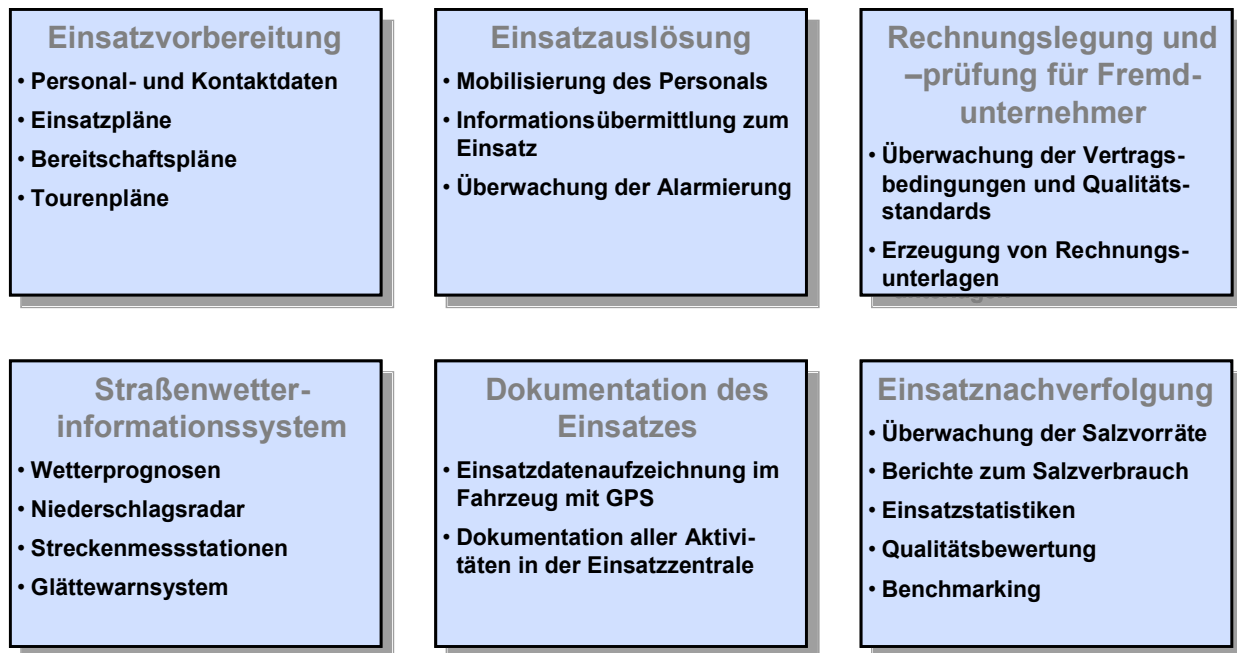 Einsatzvorbereitung
• Personal- und Kontaktdaten
• Einsatzpläne
• Bereitschaftspläne
• Tourenpläne
Einsatzauslösung
• Mobilisierung des Personals
• Informationsübermittlung zum
Einsatz
• Überwachung der Alarmierung
Rechnungslegung und
–prüfung für Fremd-
unternehmer
• Überwachung der Vertrags-
bedingungen und Qualitäts-
standards
• Erzeugung von Rechnungs-
unterlagen
Straßenwetter-
informationssystem
• Wetterprognosen
• Niederschlagsradar
• Streckenmessstationen
• Glättewarnsystem
Dokumentation des
Einsatzes
• Einsatzdatenaufzeichnung im
Fahrzeug mit GPS
• Dokumentation aller Aktivi-
täten in der Einsatzzentrale
Einsatznachverfolgung
• Überwachung der Salzvorräte
• Berichte zum Salzverbrauch
• Einsatzstatistiken
• Qualitätsbewertung
• Benchmarking